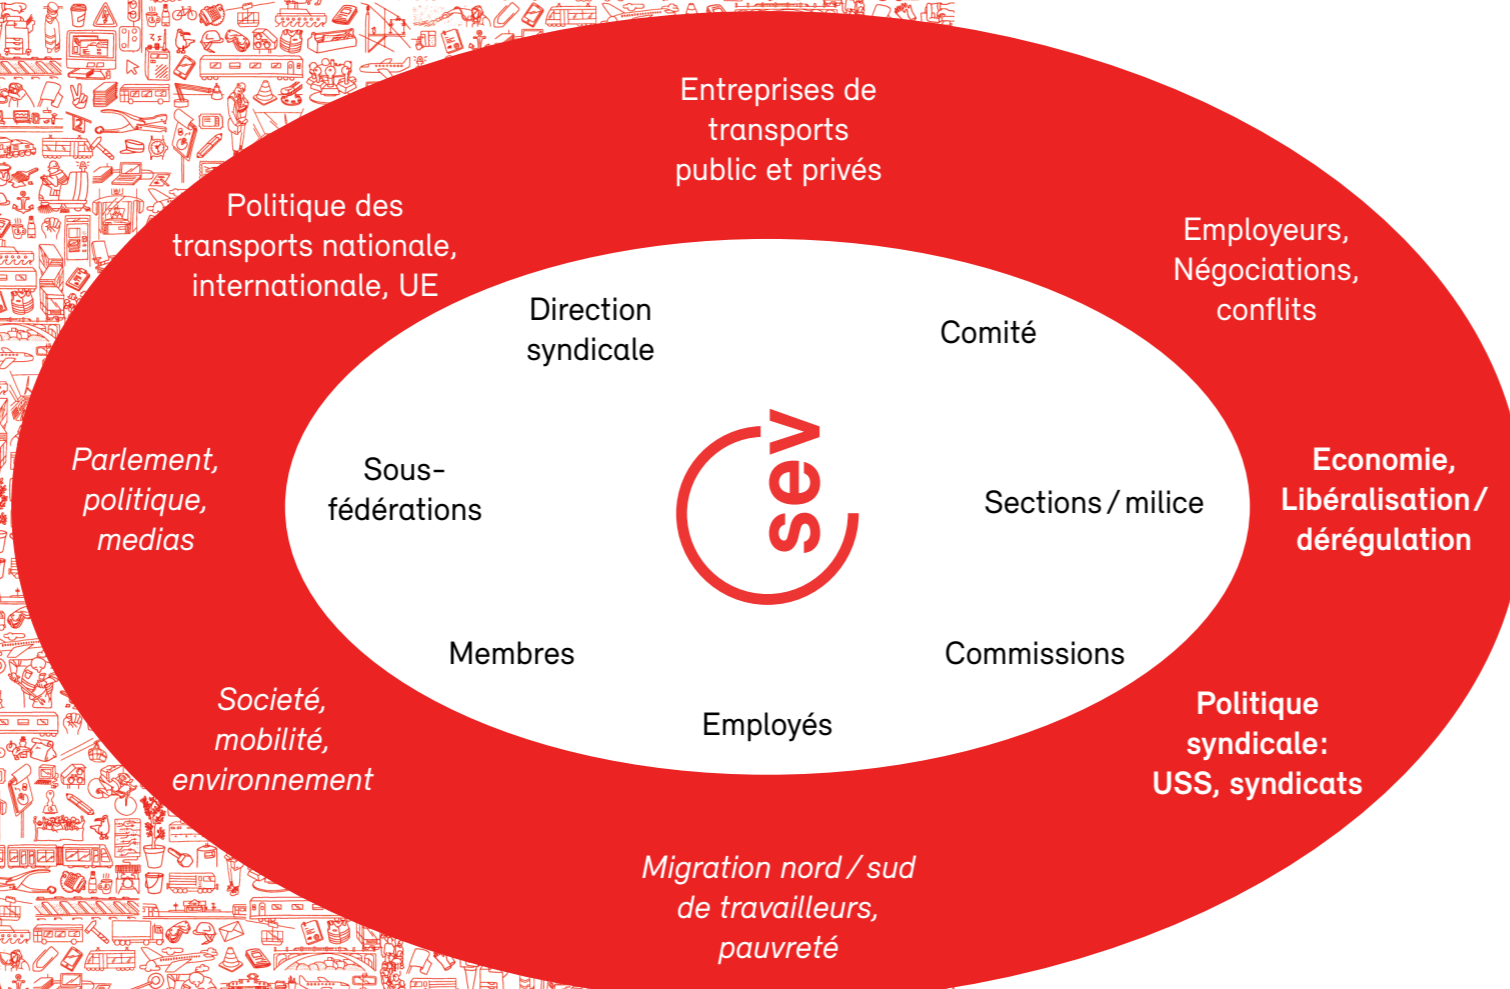 Entreprises de
transports
public et privés
Politique des
transports nationale,
internationale, UE
Employeurs,
Négociations,
conflits
Direction
syndicale
Comité
Parlement,
politique,
medias
Sous-
fédérations
sev
Sections / milice
Economie,
Libéralisation /
dérégulation
Membres
Commissions
Societé,
mobilité,
environnement
Employés
Politique
syndicale:
USS, syndicats
Migration nord / sud
de travailleurs,
pauvreté